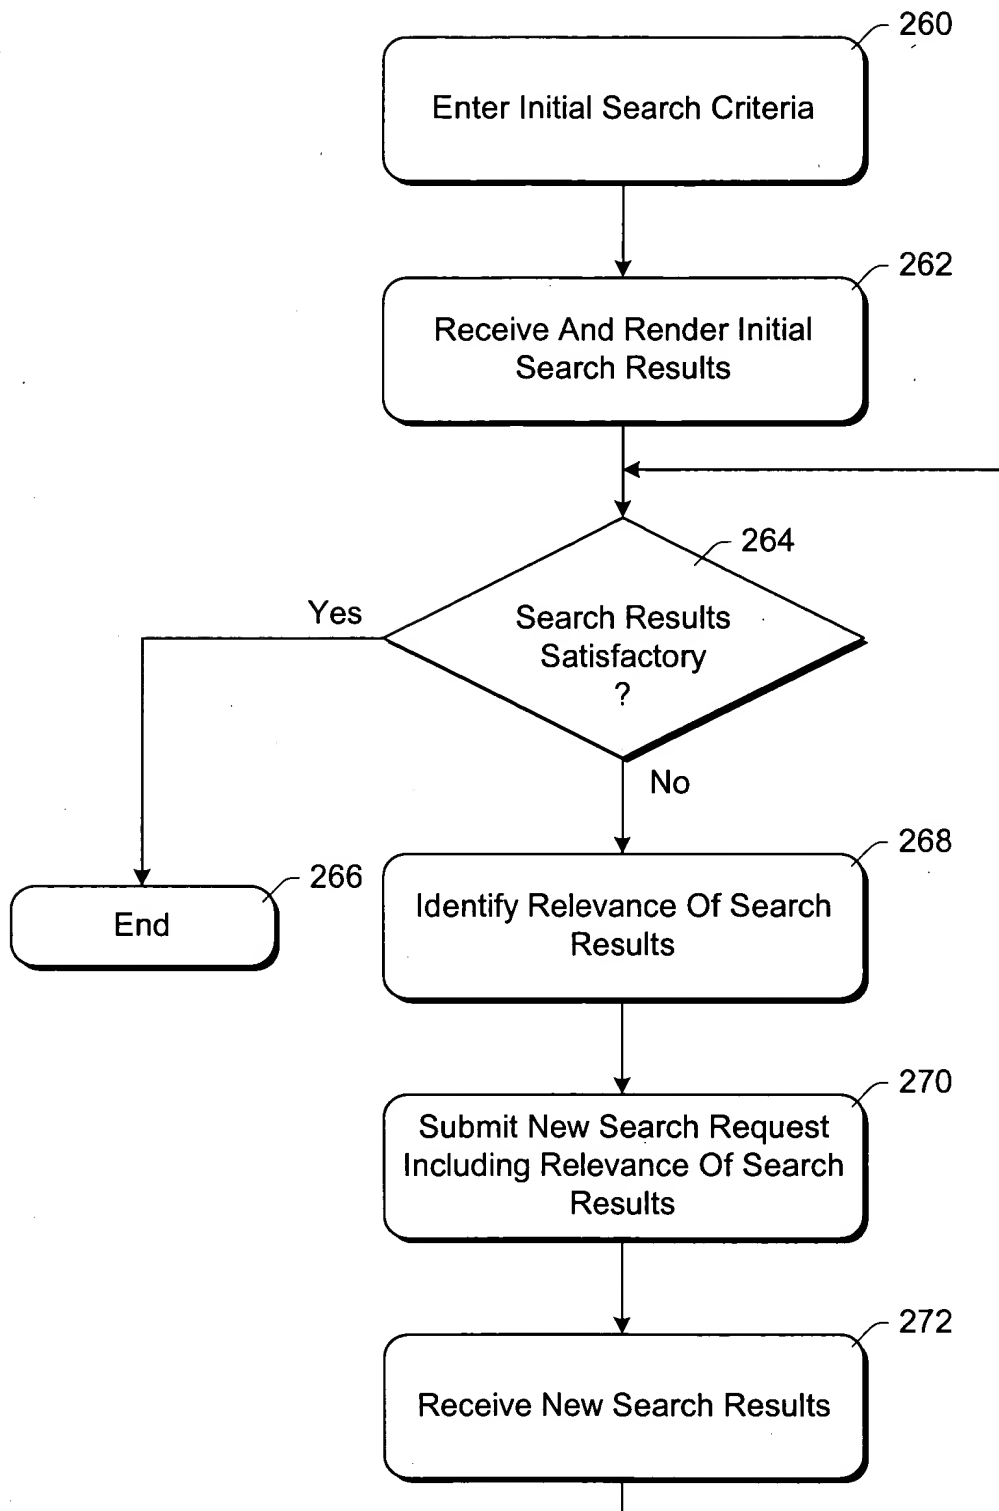 260
Enter Initial Search Criteria
262
Receive And Render Initial
Search Results
264
Search Results
Satisfactory
?
Yes
No
266
End
268
Identify Relevance Of Search
Results
270
Submit New Search Request
Including Relevance Of Search
Results
272
Receive New Search Results